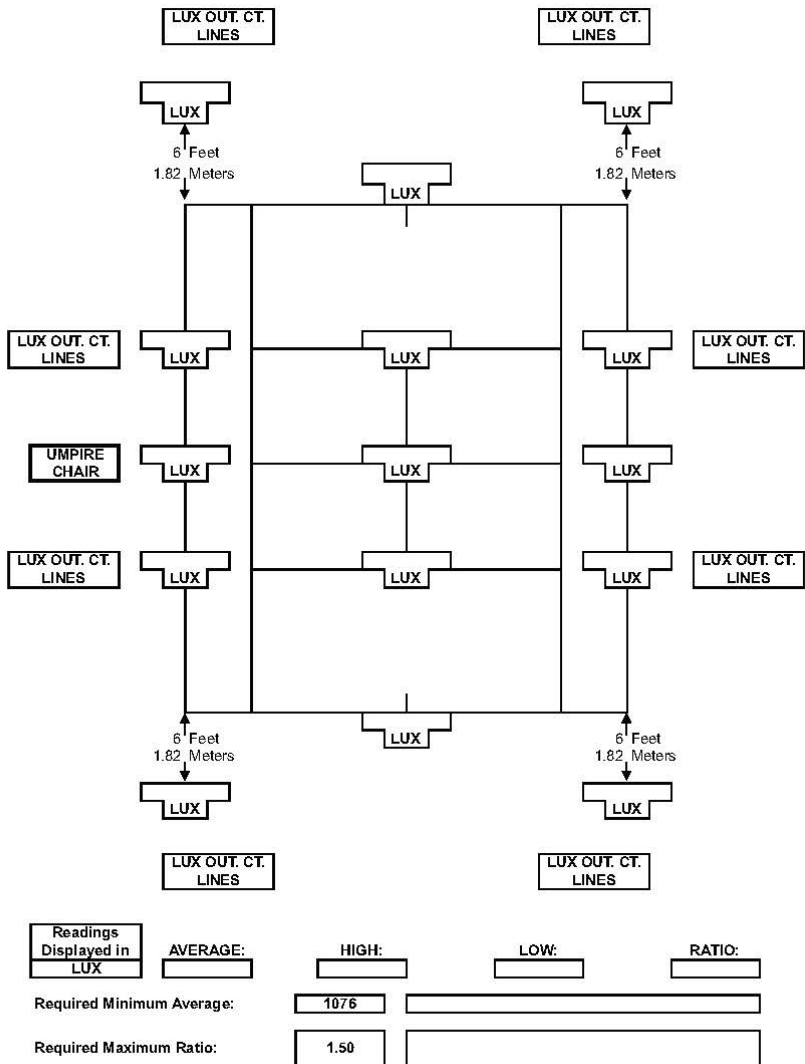 LUX OUT. CT.
LINES
LUX OUT. CT.
LINES
LUX
LUX
6 Feet
1.82 Meters
6 Feet
1.82 Meters
LUX
LUX OUT. CT.
LINES
LUX
LUX
LUX
LUX OUT. CT.
LINES
UMPIRE
CHAIR
LUX
LUX
LUX
LUX OUT. CT.
LINES
LUX
LUX
LUX
LUX OUT. CT.
LINES
LUX
6 Feet
1.82 Meters
6 Feet
1.82 Meters
LUX
LUX
LUX OUT. CT.
LINES
LUX OUT. CT.
LINES
Readings
Displayed in
LUX
AVERAGE:
HIGH:
LOW:
RATIO:
Required Minimum Average: 1076
Required Maximum Ratio: 1.50